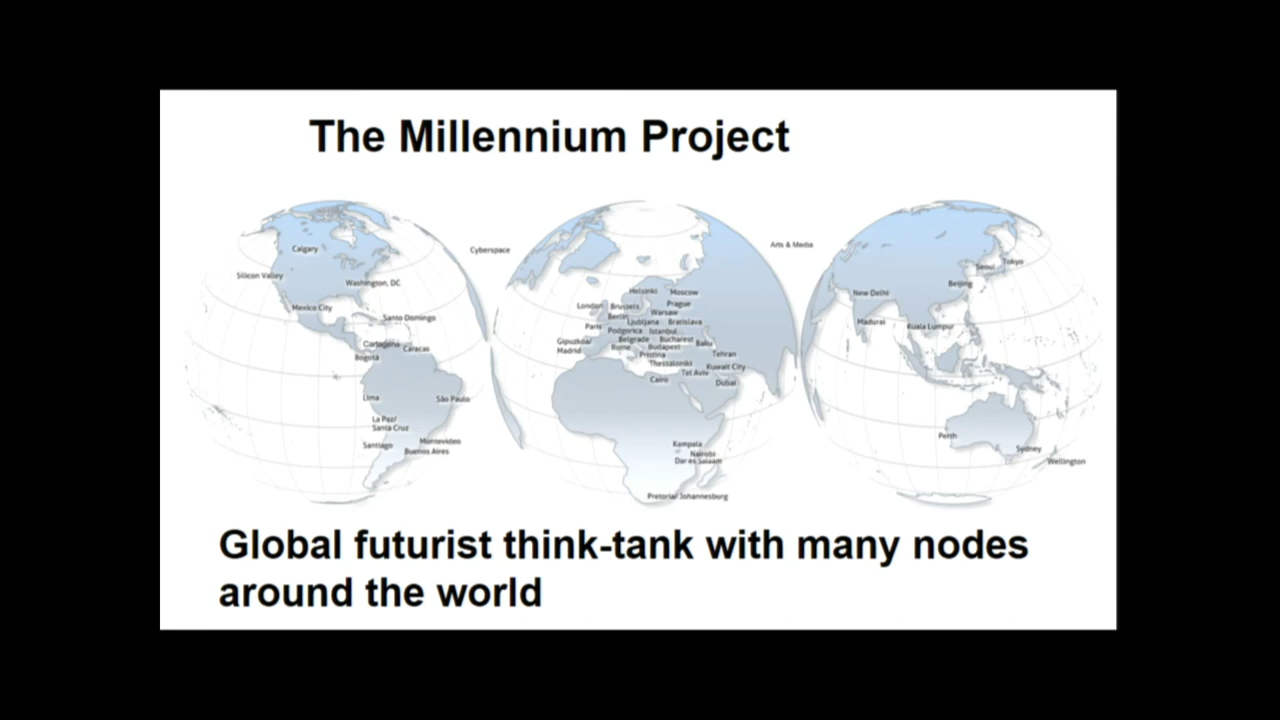 The Millennium Project
Calgary
Silicon Valley
Washington, DC
Mexico City
Santo Domingo
Cartagena
Caracas
Bogotá
Lima
São Paulo
La Paz/
Santa Cruz
Santiago
Montevideo
Buenos Aires
Cyberspace
Helsinki
Moscow
London
Brussels
Prague
Berlin
Warsaw
Paris
Ljubljana
Bratislava
Podgorica
Istanbul
Gipuzkoa/
Madrid
Belgrade
Bucharest
Baku
Rome
Budapest
Pristina
Tehran
Thessaloniki
Kuwait City
Tel Aviv
Cairo
Dubai
Kampala
Nairobi
Dar es Salaam
Pretoria/ Johannesburg
Arts & Media
Seoul
Tokyo
Beijing
New Delhi
Madurai
Kuala Lumpur
Perth
Sydney
Wellington
Global futurist think-tank with many nodes
around the world